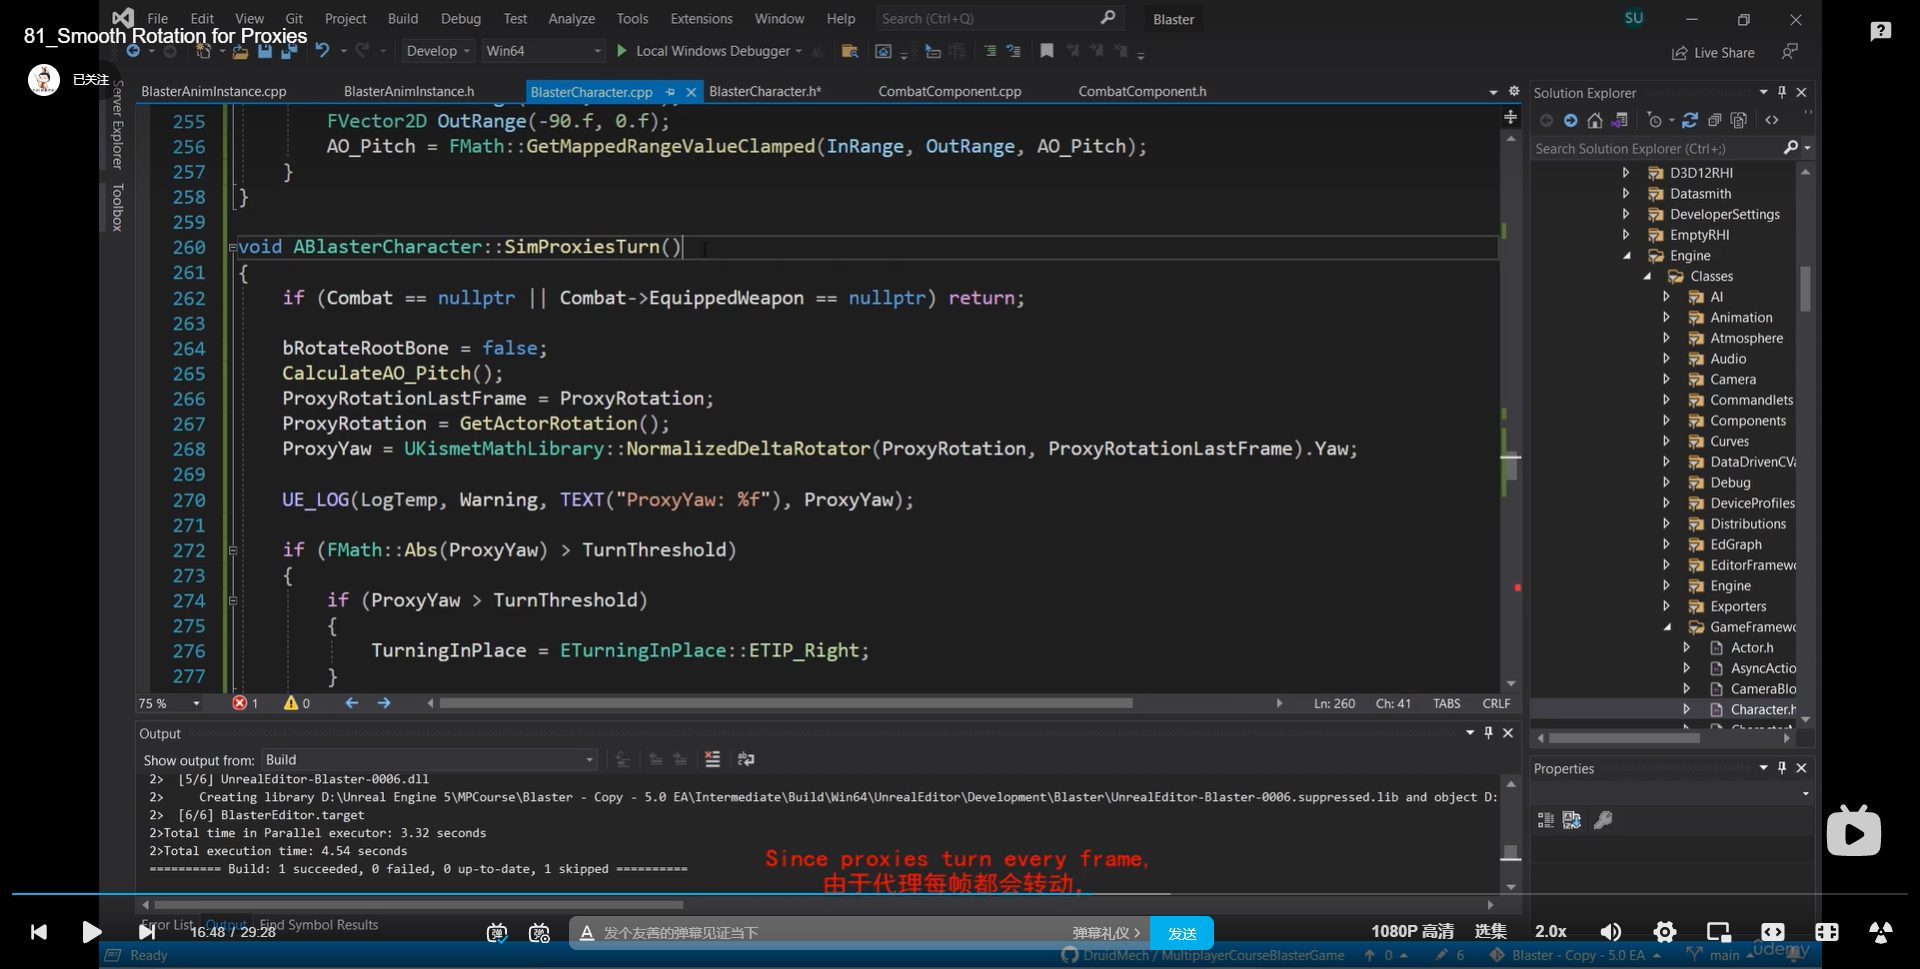 File Edit View Git Project Build Debug Test Analyze Tools Extensions Window Help Search (Ctrl+Q) Blaster SU
81_Smooth Rotation for Proxies
Develop Win64 Local Windows Debugger Live Share
已关注
Server Explorer
Toolbox
BlasterAnimInstance.cpp BlasterAnimInstance.h BlasterCharacter.cpp BlasterCharacter.h* CombatComponent.cpp CombatComponent.h
255 FVector2D OutRange(-90.f, 0.f);
256 AO_Pitch = FMath::GetMappedRangeValueClamped(InRange, OutRange, AO_Pitch);
257 }
258 }
259
260 void ABlasterCharacter::SimProxiesTurn()
261 {
262 if (Combat == nullptr || Combat->EquippedWeapon == nullptr) return;
263
264 bRotateRootBone = false;
265 CalculateAO_Pitch();
266 ProxyRotationLastFrame = ProxyRotation;
267 ProxyRotation = GetActorRotation();
268 ProxyYaw = UKismetMathLibrary::NormalizedDeltaRotator(ProxyRotation, ProxyRotationLastFrame).Yaw;
269
270 UE_LOG(LogTemp, Warning, TEXT("ProxyYaw: %f"), ProxyYaw);
271
272 if (FMath::Abs(ProxyYaw) > TurnThreshold)
273 {
274 if (ProxyYaw > TurnThreshold)
275 {
276 TurningInPlace = ETurningInPlace::ETIP_Right;
277 }
75 % 1 0 Ln: 260 Ch: 41 TABS CRLF
Solution Explorer
Search Solution Explorer (Ctrl+;)
D3D12RHI
Datasmith
DeveloperSettings
EmptyRHI
Engine
Classes
AI
Animation
Atmosphere
Audio
Camera
Commandlets
Components
Curves
DataDrivenCVa
Debug
DeviceProfiles
Distributions
EdGraph
EditorFramewo
Engine
Exporters
GameFramewo
Actor.h
AsyncActio
CameraBlo
Character.h
Properties
Output
Show output from: Build
2> [5/6] UnrealEditor-Blaster-0006.dll
2> Creating library D:\Unreal Engine 5\MPCourse\Blaster - Copy - 5.0 EA\Intermediate\Build\Win64\UnrealEditor\Development\Blaster\UnrealEditor-Blaster-0006.suppressed.lib and object D:
2> [6/6] BlasterEditor.target
2>Total time in Parallel executor: 3.32 seconds
2>Total execution time: 4.54 seconds
========== Build: 1 succeeded, 0 failed, 0 up-to-date, 1 skipped ==========
Since proxies turn every frame,
由于代理每帧都会转动,
Error List Output Find Symbol Results
16:48 / 29:28 弹 弹 A 发个友善的弹幕见证当下 弹幕礼仪 > 发送 1080P 高清 选集 2.0x
Ready DruidMech / MultiplayerCourseBlasterGame 0 6 Blaster - Copy - 5.0 EA main
ûdemy